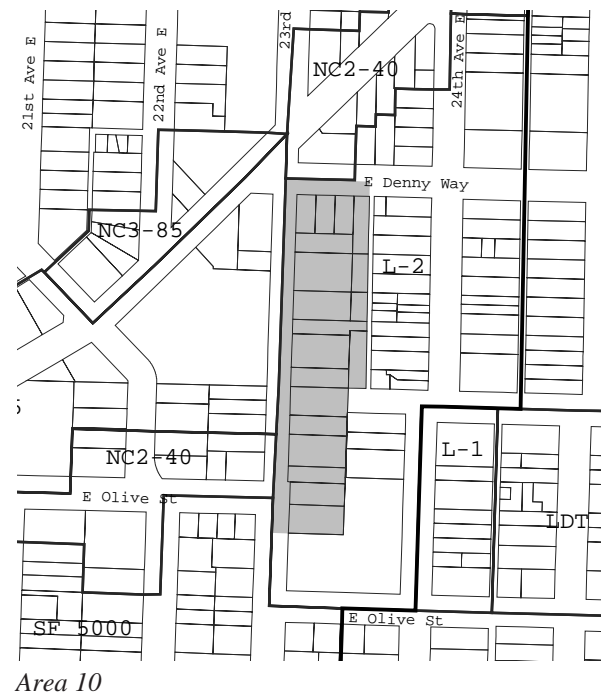 21st Ave E
22nd Ave E
23rd
24th Ave E
NC2-40
E Denny Way
NC3-85
L-2
5
NC2-40
L-1
E Olive St
LDT
SF 5000
E Olive St
Area 10